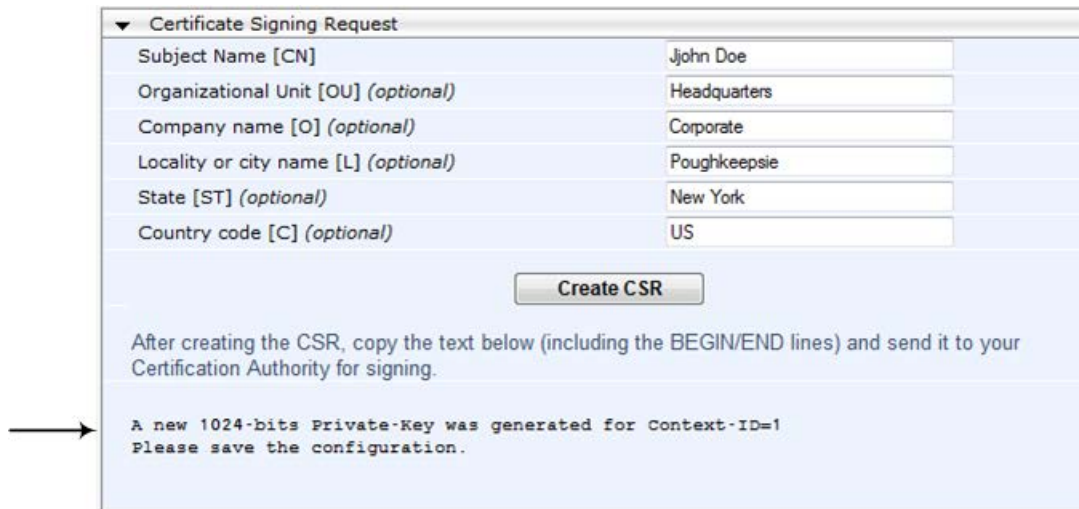 Certificate Signing Request
Subject Name [CN] Jjohn Doe
Organizational Unit [OU] (optional) Headquarters
Company name [O] (optional) Corporate
Locality or city name [L] (optional) Poughkeepsie
State [ST] (optional) New York
Country code [C] (optional) US
Create CSR
After creating the CSR, copy the text below (including the BEGIN/END lines) and send it to your
Certification Authority for signing.
A new 1024-bits Private-Key was generated for Context-ID=1
Please save the configuration.